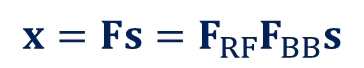 x = Fs = F_RF F_BB s